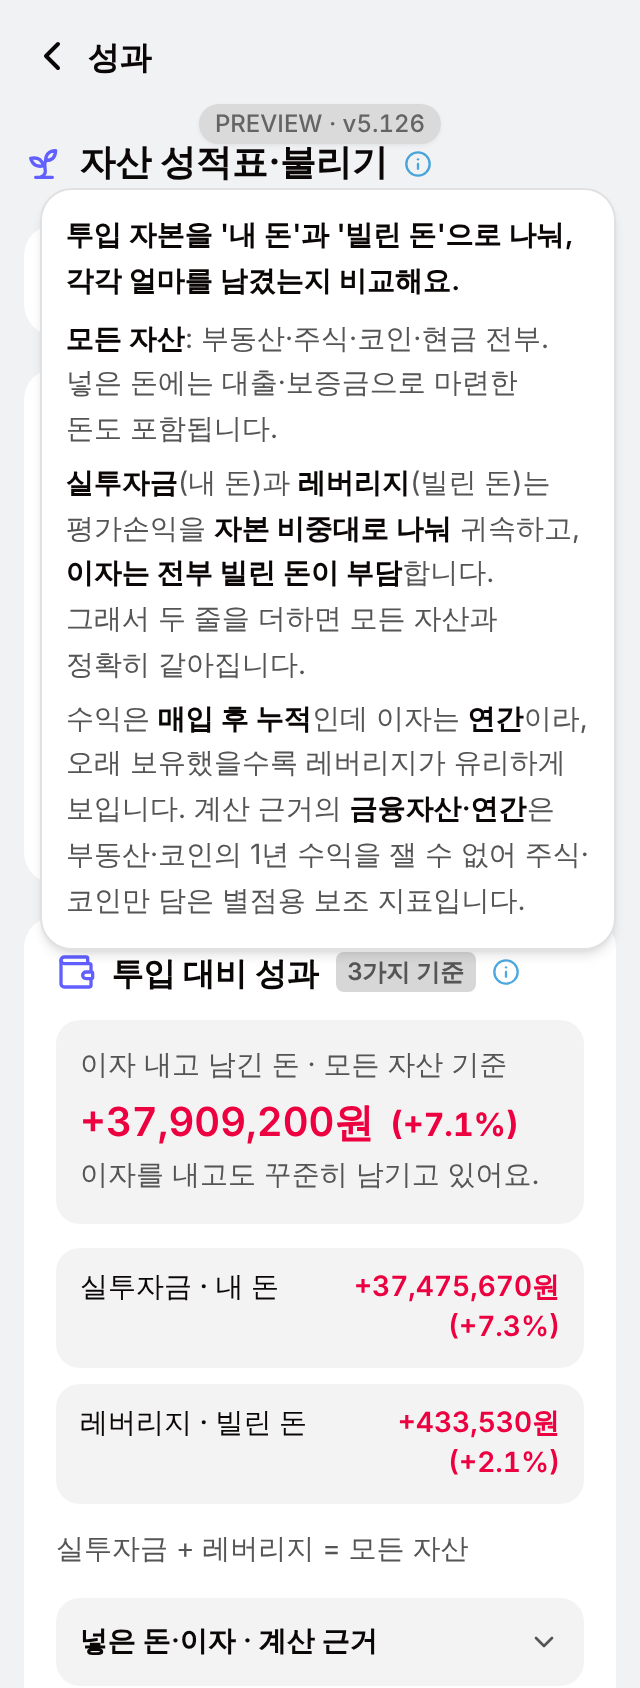 성과
PREVIEW · v5.126
자산 성적표·불리기
투입 자본을 '내 돈'과 '빌린 돈'으로 나눠,
각각 얼마를 남겼는지 비교해요.
모든 자산: 부동산·주식·코인·현금 전부.
넣은 돈에는 대출·보증금으로 마련한
돈도 포함됩니다.
실투자금(내 돈)과 레버리지(빌린 돈)는
평가손익을 자본 비중대로 나눠 귀속하고,
이자는 전부 빌린 돈이 부담합니다.
그래서 두 줄을 더하면 모든 자산과
정확히 같아집니다.
수익은 매입 후 누적인데 이자는 연간이라,
오래 보유했을수록 레버리지가 유리하게
보입니다. 계산 근거의 금융자산·연간은
부동산·코인의 1년 수익을 잴 수 없어 주식·
코인만 담은 별점용 보조 지표입니다.
투입 대비 성과 3가지 기준
이자 내고 남긴 돈 · 모든 자산 기준
+37,909,200원 (+7.1%)
이자를 내고도 꾸준히 남기고 있어요.
실투자금 · 내 돈 +37,475,670원
(+7.3%)
레버리지 · 빌린 돈 +433,530원
(+2.1%)
실투자금 + 레버리지 = 모든 자산
넣은 돈·이자 · 계산 근거